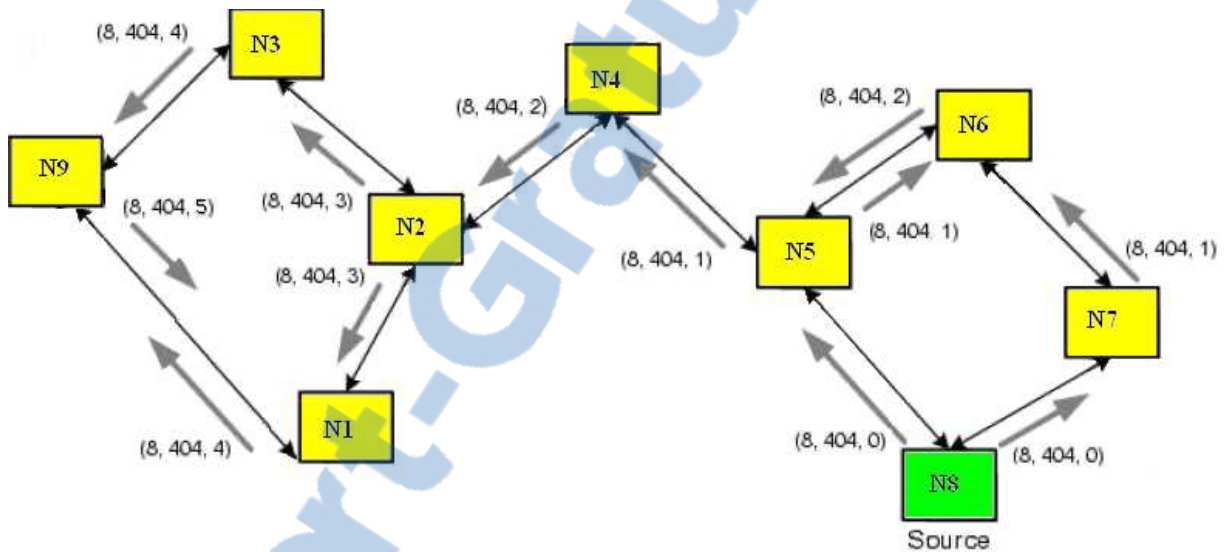 (8, 404, 4)
N3
N4
(8, 404, 2)
(8, 404, 2)
N6
N9
(8, 404, 5)
(8, 404, 3)
N2
(8, 404, 1)
(8, 404 1)
(8, 404, 1)
N5
(8, 404, 3)
N7
N1
(8, 404, 4)
(8, 404, 0)
(8, 404, 0)
N8
Source